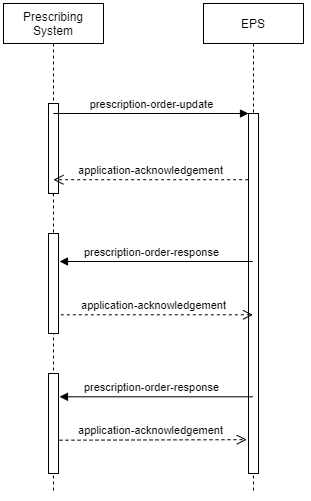 Prescribing
System
EPS
prescription-order-update
application-acknowledgement
prescription-order-response
application-acknowledgement
prescription-order-response
application-acknowledgement